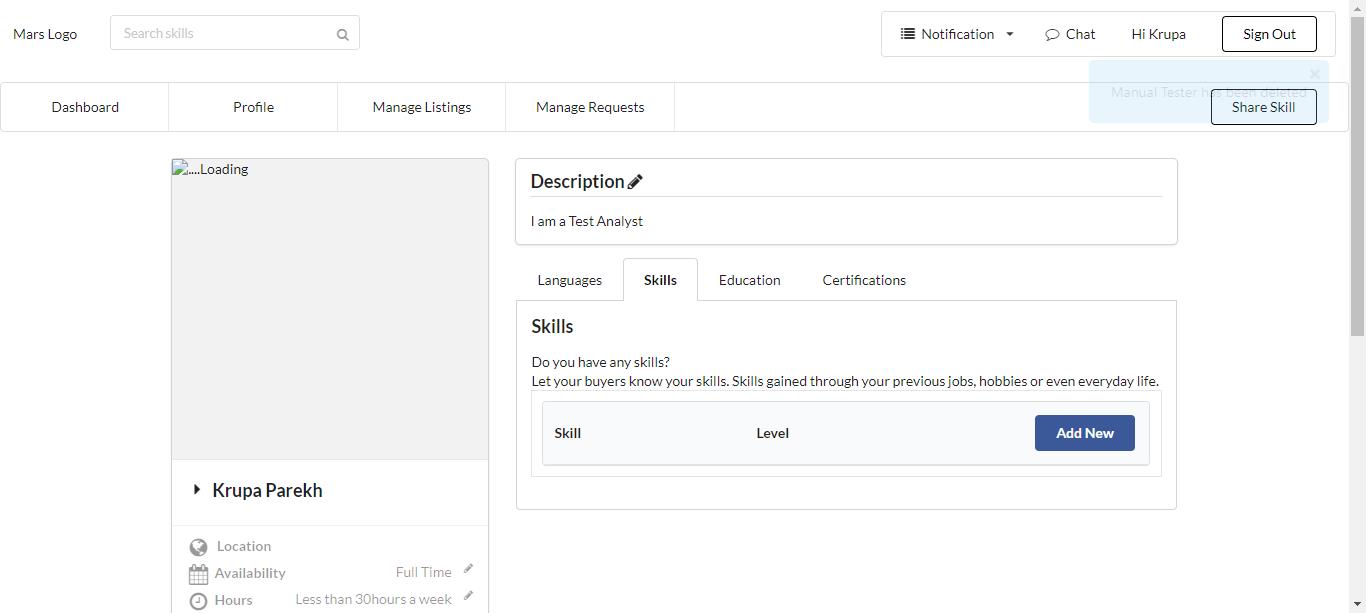 Mars Logo
Search skills
Notification
Chat
Hi Krupa
Sign Out
Manual Tester has been deleted
Dashboard
Profile
Manage Listings
Manage Requests
Share Skill
....Loading
Description
I am a Test Analyst
Languages
Skills
Education
Certifications
Skills
Do you have any skills?
Let your buyers know your skills. Skills gained through your previous jobs, hobbies or even everyday life.
Skill
Level
Add New
Krupa Parekh
Location
Availability
Full Time
Hours
Less than 30hours a week